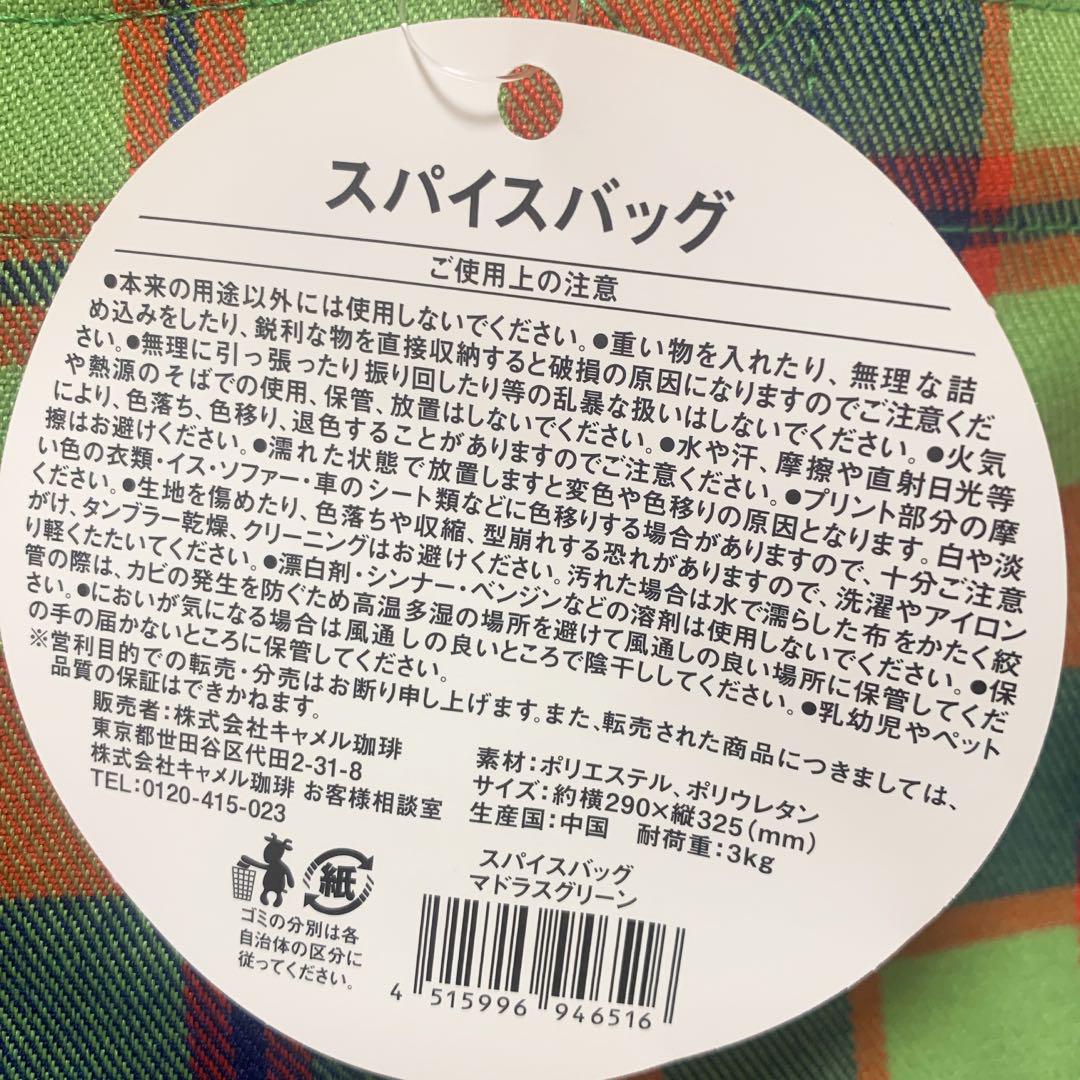 スパイスバッグ
ご使用上の注意
●本来の用途以外には使用しないでください。●重い物を入れたり、無理な詰
め込みをしたり、鋭利な物を直接収納すると破損の原因になりますのでご注意くだ
さい。●無理に引っ張ったり振り回したり等の乱暴な扱いはしないでください。●火気
や熱源のそばでの使用、保管、放置はしないでください。●水や汗、摩擦や直射日光等
により、色落ち、色移り、退色することがありますのでご注意ください。●プリント部分の摩
擦はお避けください。●濡れた状態で放置しますと変色や色移りの原因となります。白や淡
い色の衣類・イス・ソファー・車のシート類などに色移りする場合がありますので、十分ご注意
ください。●生地を傷めたり、色落ちや収縮、型崩れする恐れがありますので、洗濯やアイロン
がけ、タンブラー乾燥、クリーニングはお避けください。汚れた場合は水で濡らした布をかたく絞
り軽くたたいてください。●漂白剤・シンナー・ベンジンなどの溶剤は使用しないでください。●保
管の際は、カビの発生を防ぐため高温多湿の場所を避けて風通しの良い場所に保管してくだ
さい。●においが気になる場合は風通しの良いところで陰干ししてください。●乳幼児やペット
の手の届かないところに保管してください。
※営利目的での転売・分売はお断り申し上げます。また、転売された商品につきましては、
品質の保証はできかねます。
販売者：株式会社キャメル珈琲
東京都世田谷区代田2-31-8
株式会社キャメル珈琲 お客様相談室
TEL：0120-415-023
素材：ポリエステル、ポリウレタン
サイズ：約横290×縦325（mm）
生産国：中国 耐荷重：3kg
スパイスバッグ
マドラスグリーン
紙
ゴミの分別は各
自治体の区分に
従ってください。
4 515996 946516